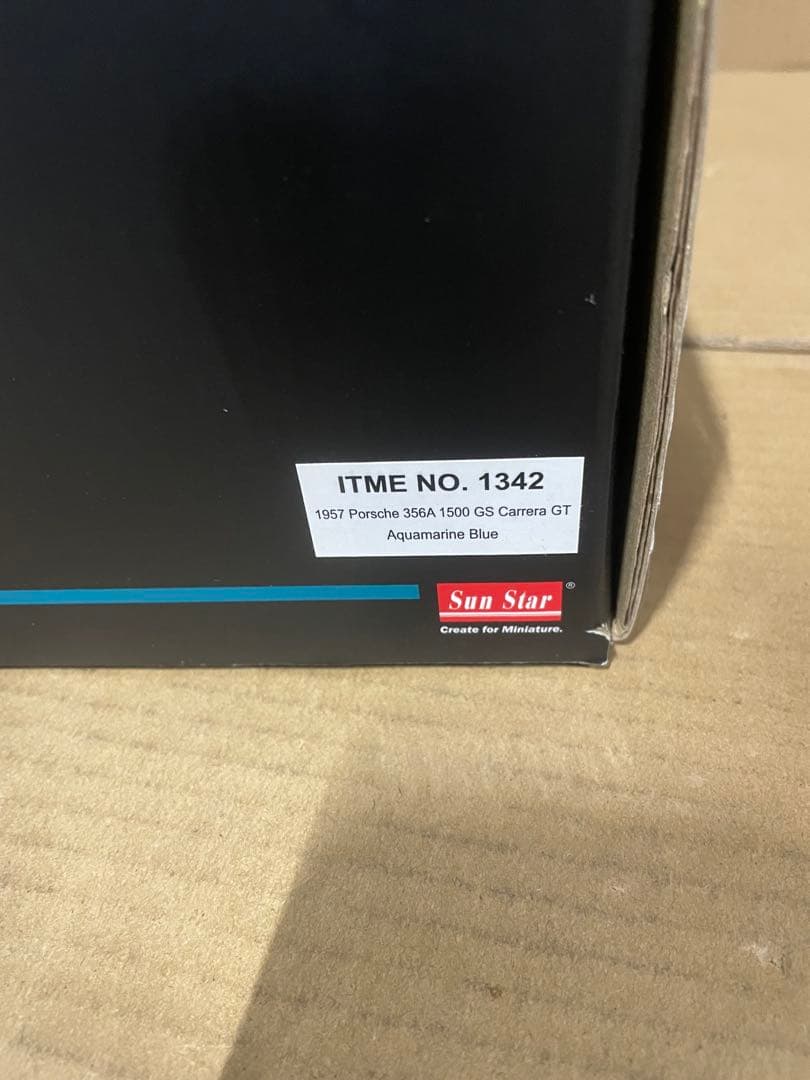 ITME NO. 1342
1957 Porsche 356A 1500 GS Carrera GT
Aquamarine Blue
Sun Star ®
Create for Miniature.